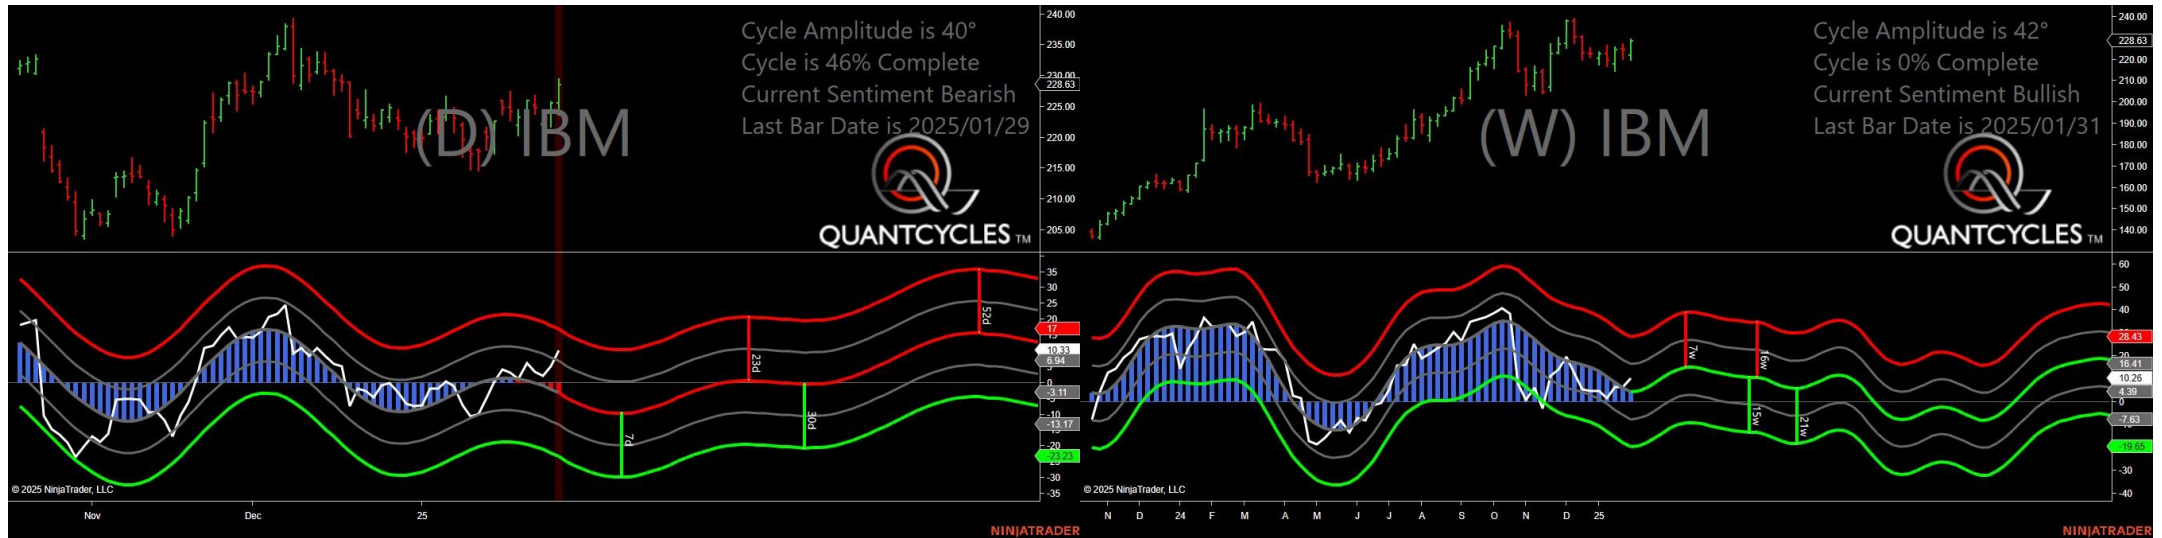 Cycle Amplitude is 40°
Cycle is 46% Complete
Current Sentiment Bearish
Last Bar Date is 2025/01/29
(D) IBM
QUANTCYCLES TM
240.00
235.00
230.00
228.63
225.00
220.00
215.00
210.00
205.00
35
30
25
20
17
10.33
6.94
0
-3.11
-10
-13.17
-20
-23.23
-30
-35
7d
23d
30d
52d
© 2025 NinjaTrader, LLC
Nov
Dec
25
NINJATRADER
Cycle Amplitude is 42°
Cycle is 0% Complete
Current Sentiment Bullish
Last Bar Date is 2025/01/31
(W) IBM
QUANTCYCLES TM
240.00
228.63
220.00
210.00
200.00
190.00
180.00
170.00
160.00
150.00
140.00
60
50
40
28.43
20
16.41
10.26
4.39
0
-7.63
-19.65
-30
-40
7w
16w
15w
21w
© 2025 NinjaTrader, LLC
N D 24 F M A M J J A S O N D 25
NINJATRADER